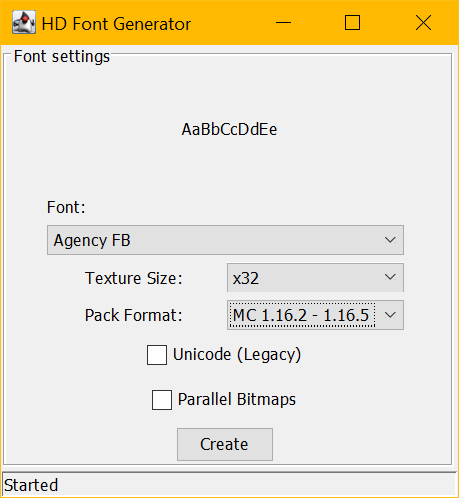 HD Font Generator
Font settings
AaBbCcDdEe
Font:
Agency FB
Texture Size: x32
Pack Format: MC 1.16.2 - 1.16.5
Unicode (Legacy)
Parallel Bitmaps
Create
Started